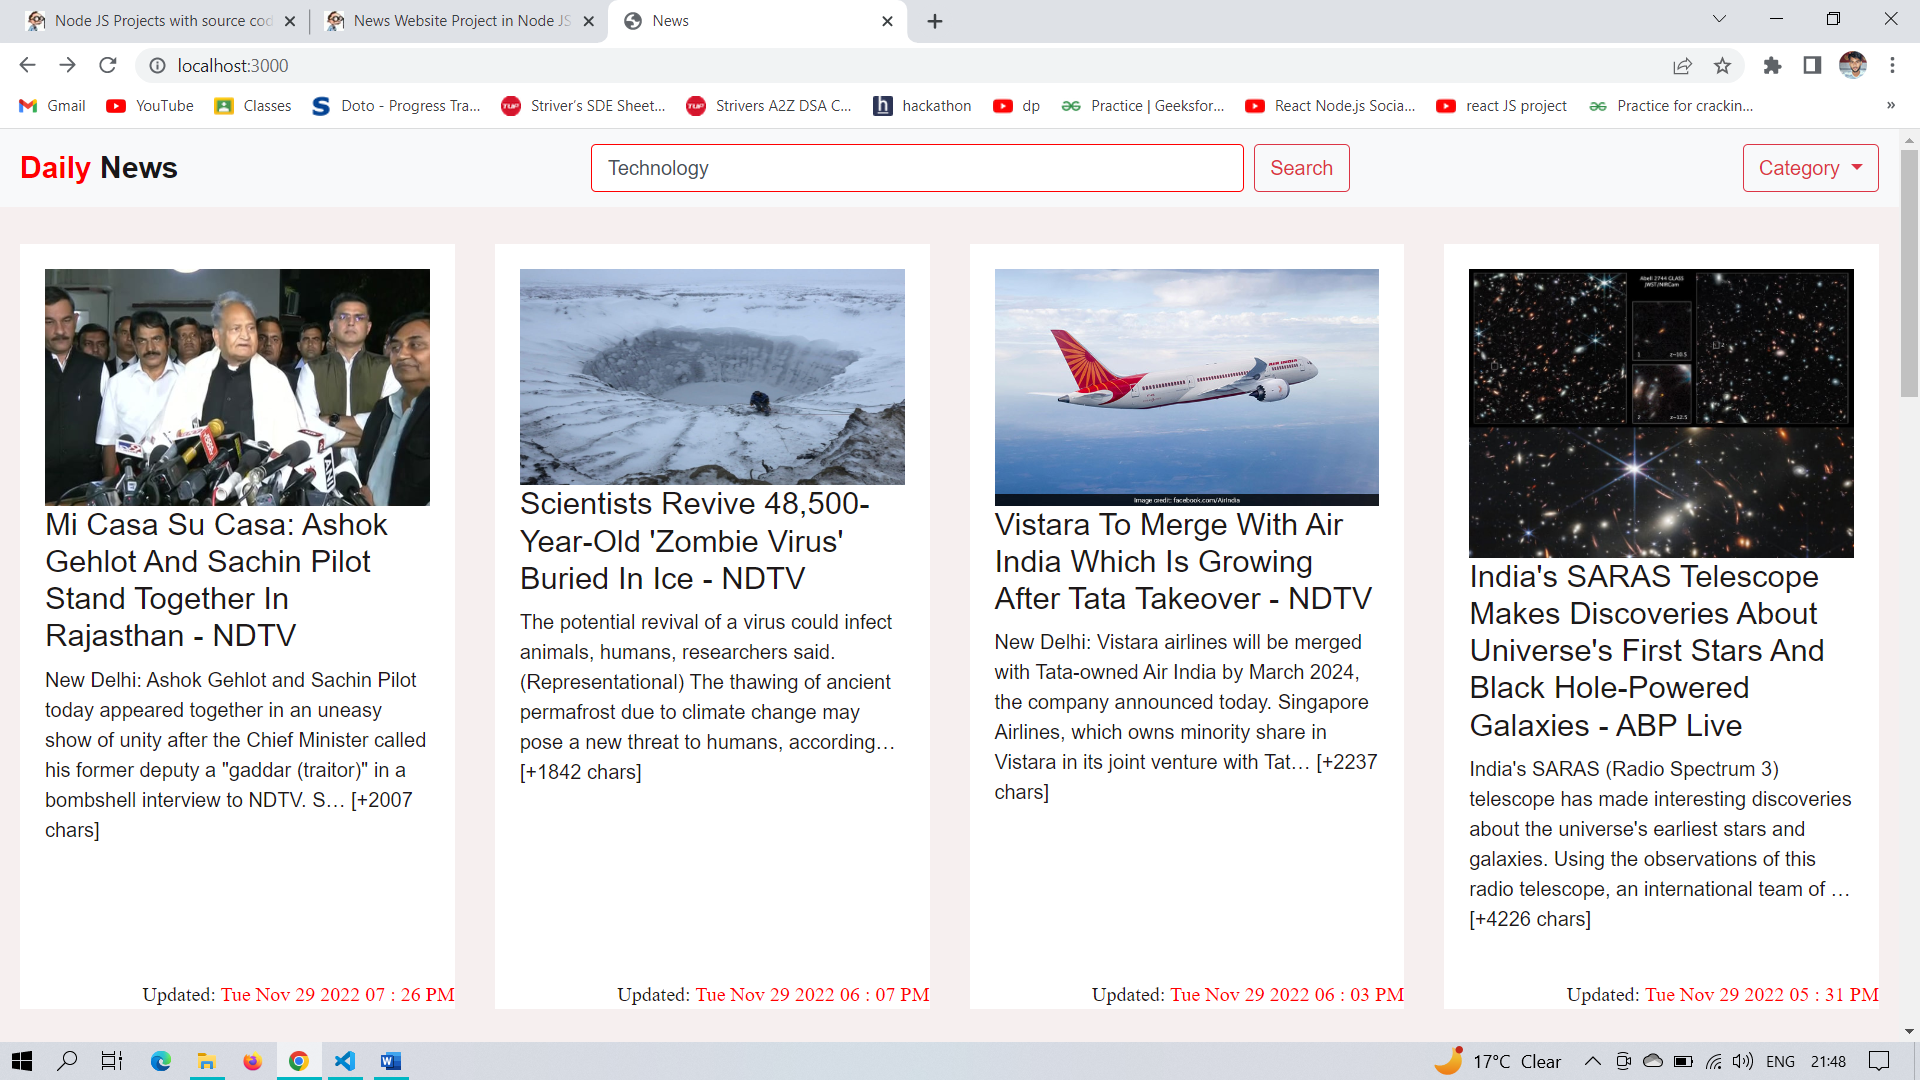 Node JS Projects with source cod
News Website Project in Node JS
News
localhost:3000
Gmail
YouTube
Classes
Doto - Progress Tra...
Striver's SDE Sheet...
Strivers A2Z DSA C...
hackathon
dp
Practice | Geeksfor...
React Node.js Socia...
react JS project
Practice for crackin...
»
Daily News
Technology
Search
Category
Mi Casa Su Casa: Ashok
Gehlot And Sachin Pilot
Stand Together In
Rajasthan - NDTV
New Delhi: Ashok Gehlot and Sachin Pilot
today appeared together in an uneasy
show of unity after the Chief Minister called
his former deputy a "gaddar (traitor)" in a
bombshell interview to NDTV. S… [+2007
chars]
Updated: Tue Nov 29 2022 07 : 26 PM
Scientists Revive 48,500-
Year-Old 'Zombie Virus'
Buried In Ice - NDTV
The potential revival of a virus could infect
animals, humans, researchers said.
(Representational) The thawing of ancient
permafrost due to climate change may
pose a new threat to humans, according…
[+1842 chars]
Updated: Tue Nov 29 2022 06 : 07 PM
AIR INDIA
Image credit: facebook.com/AirIndia
Vistara To Merge With Air
India Which Is Growing
After Tata Takeover - NDTV
New Delhi: Vistara airlines will be merged
with Tata-owned Air India by March 2024,
the company announced today. Singapore
Airlines, which owns minority share in
Vistara in its joint venture with Tat… [+2237
chars]
Updated: Tue Nov 29 2022 06 : 03 PM
Abell 2744 GLASS
JWST/NIRCam
1 z~10.5
2 z~12.5
India's SARAS Telescope
Makes Discoveries About
Universe's First Stars And
Black Hole-Powered
Galaxies - ABP Live
India's SARAS (Radio Spectrum 3)
telescope has made interesting discoveries
about the universe's earliest stars and
galaxies. Using the observations of this
radio telescope, an international team of …
[+4226 chars]
Updated: Tue Nov 29 2022 05 : 31 PM
17°C Clear
ENG
21:48